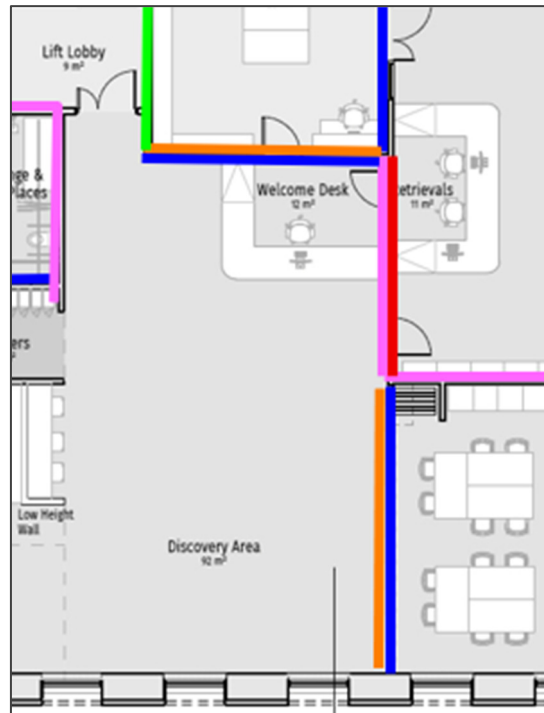 Lift Lobby
9 m²
ge &
Places
Welcome Desk
12 m²
etrievals
11 m²
ers
Low Height
Wall
Discovery Area
92 m²